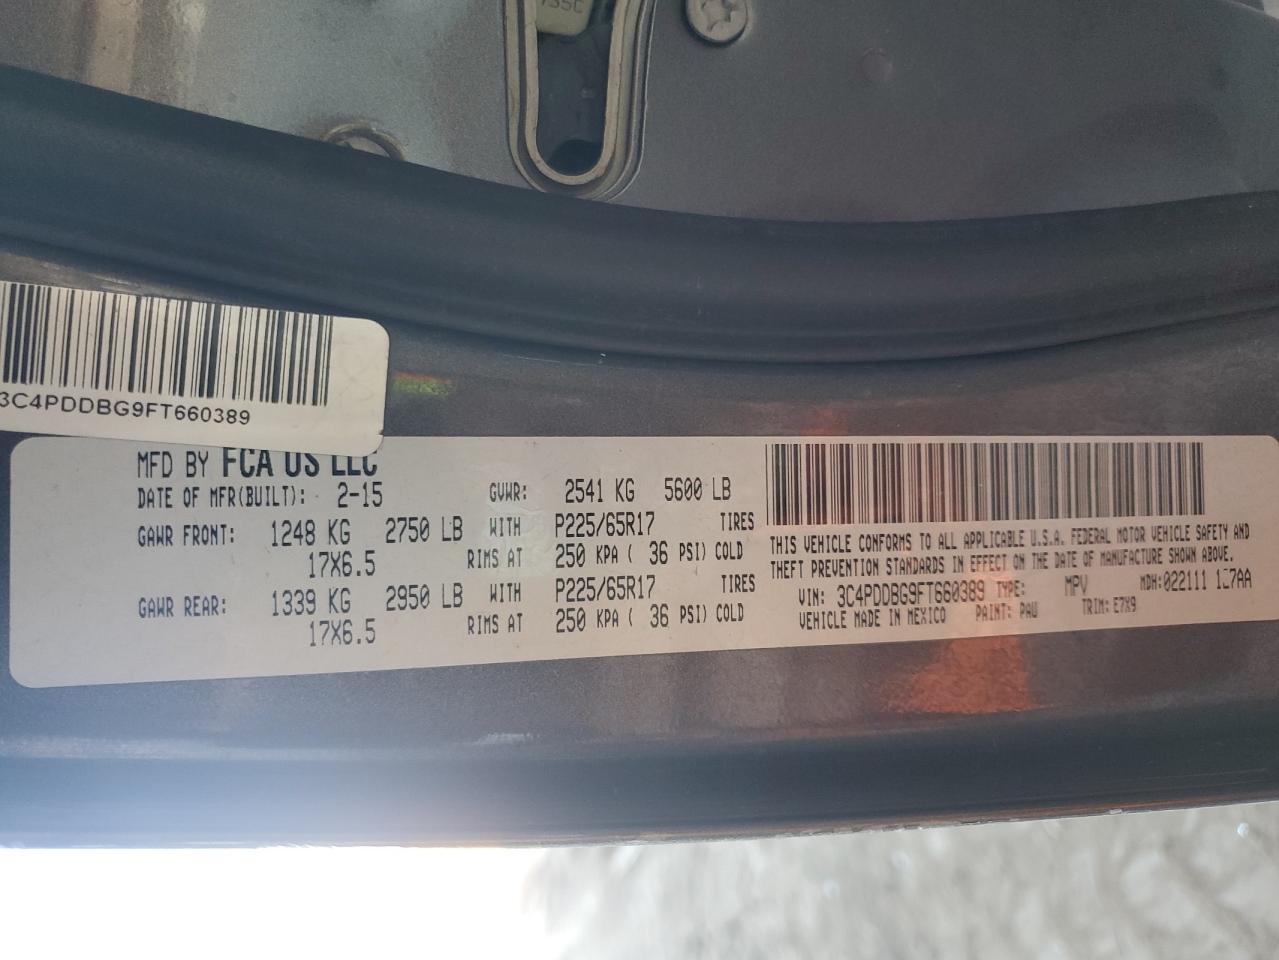 3C4PDDBG9FT660389
MFD BY FCA US LLC
DATE OF MFR(BUILT): 2-15 GVWR: 2541 KG 5600 LB
GAWR FRONT: 1248 KG 2750 LB WITH P225/65R17 TIRES
17X6.5 RIMS AT 250 KPA ( 36 PSI) COLD
GAWR REAR: 1339 KG 2950 LB WITH P225/65R17 TIRES
17X6.5 RIMS AT 250 KPA ( 36 PSI) COLD
THIS VEHICLE CONFORMS TO ALL APPLICABLE U.S.A. FEDERAL MOTOR VEHICLE SAFETY AND
THEFT PREVENTION STANDARDS IN EFFECT ON THE DATE OF MANUFACTURE SHOWN ABOVE.
VIN: 3C4PDDBG9FT660389 TYPE: MPV MDH: 022111
VEHICLE MADE IN MEXICO PAINT: PAU TRIM: E7X9